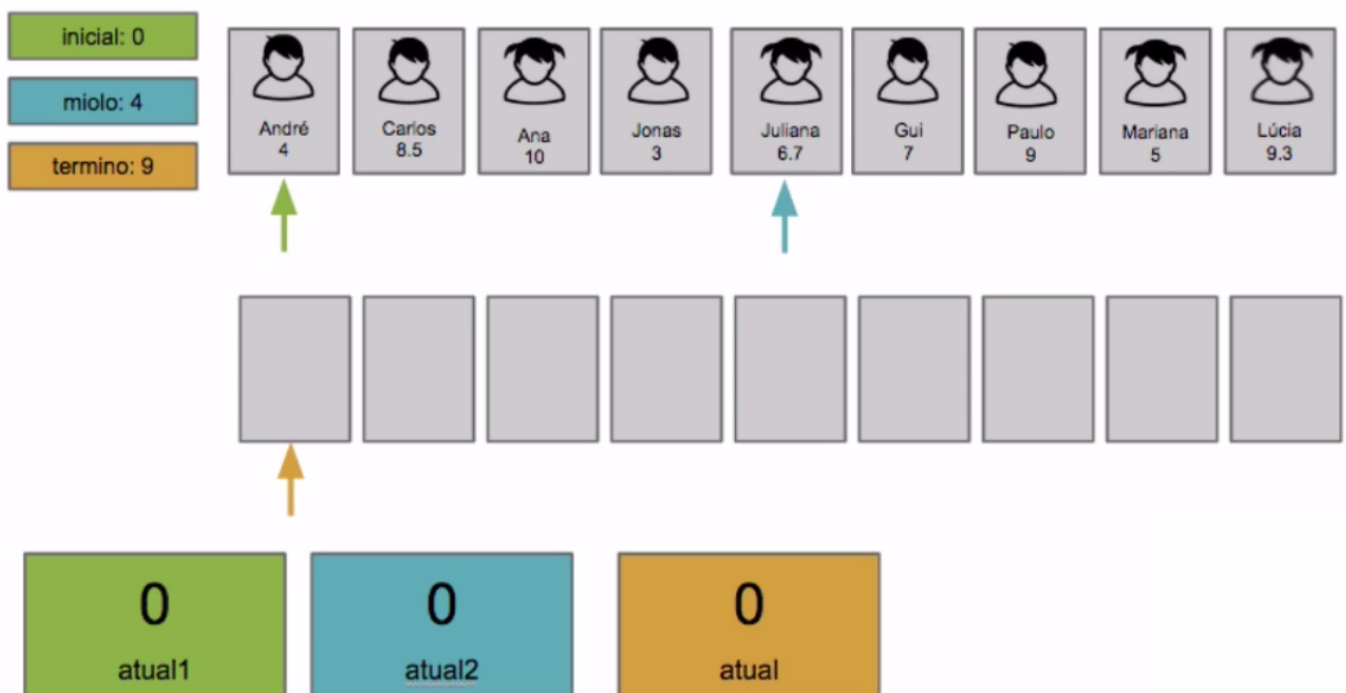 inicial: 0
miolo: 4
termino: 9
André
4
Carlos
8.5
Ana
10
Jonas
3
Juliana
6.7
Gui
7
Paulo
9
Mariana
5
Lúcia
9.3
0
atual1
0
atual2
0
atual